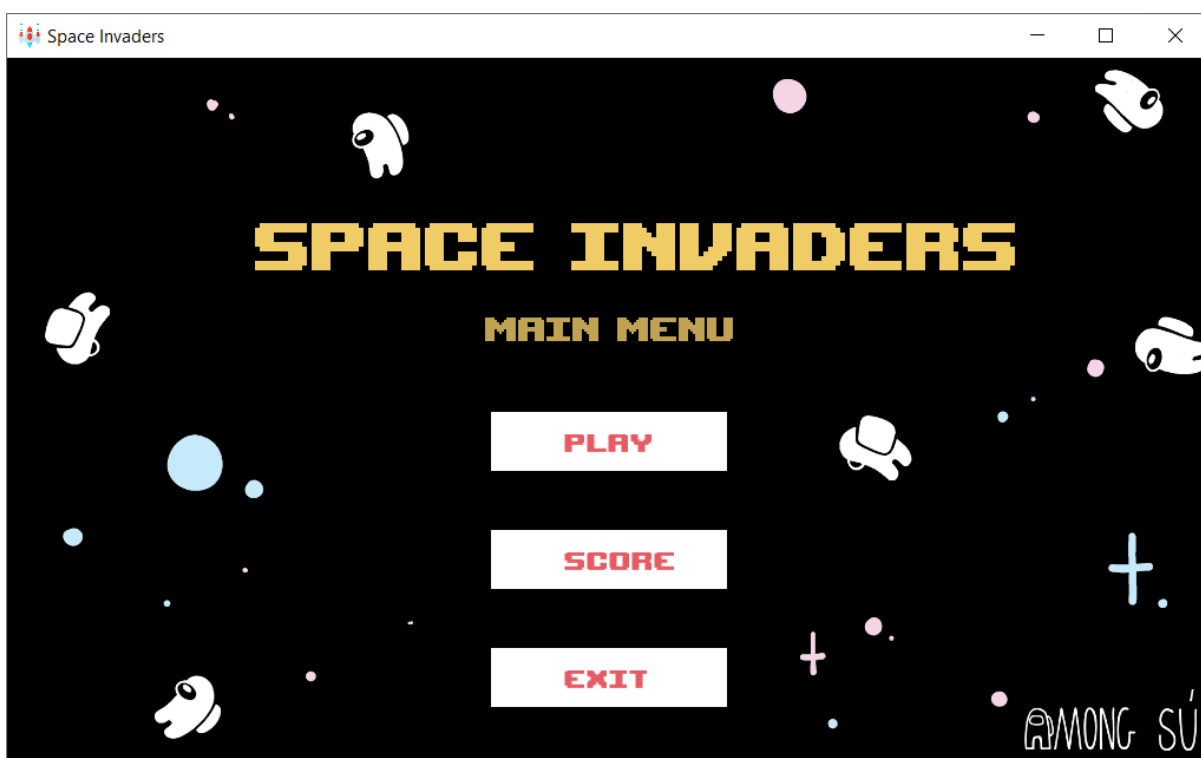 Space Invaders
SPACE INVADERS
MAIN MENU
PLAY
SCORE
EXIT
AMONG SÚ